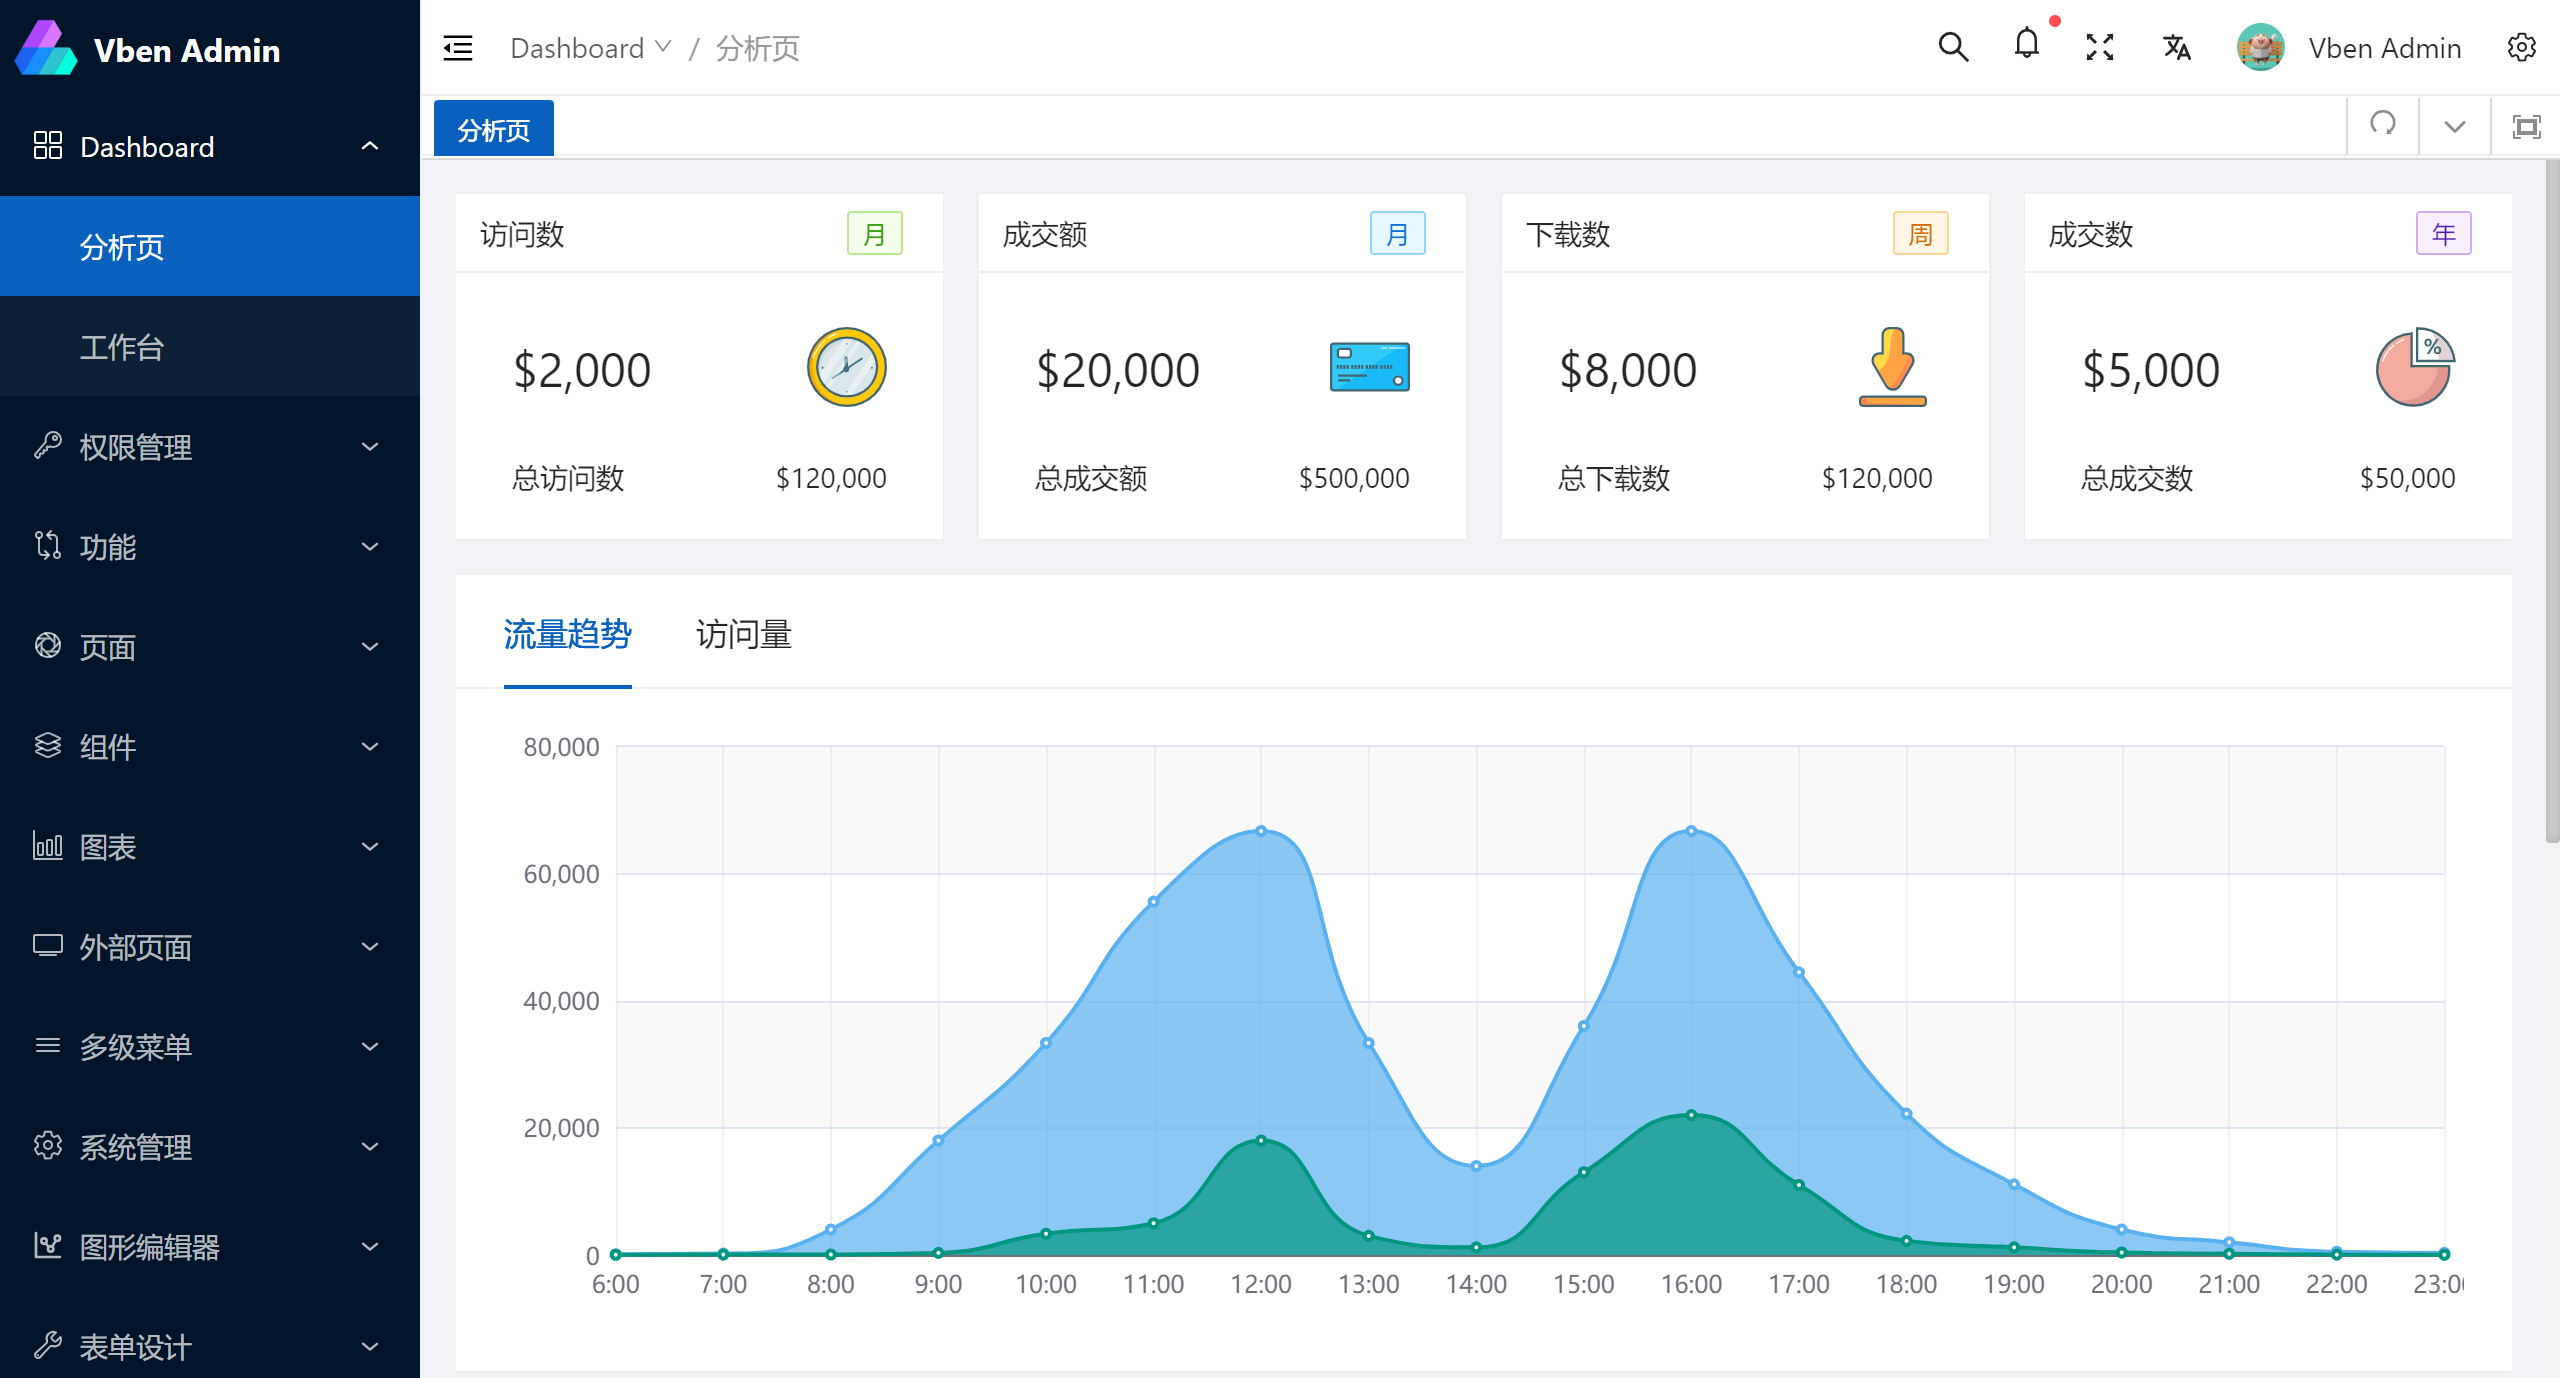 Vben Admin
Dashboard
分析页
工作台
权限管理
功能
页面
组件
图表
外部页面
多级菜单
系统管理
图形编辑器
表单设计
Dashboard / 分析页
Vben Admin
分析页
访问数 月
$2,000
总访问数 $120,000
成交额 月
$20,000
总成交额 $500,000
下载数 周
$8,000
总下载数 $120,000
成交数 年
%
$5,000
总成交数 $50,000
流量趋势 访问量
80,000
60,000
40,000
20,000
0
6:00 7:00 8:00 9:00 10:00 11:00 12:00 13:00 14:00 15:00 16:00 17:00 18:00 19:00 20:00 21:00 22:00 23:0